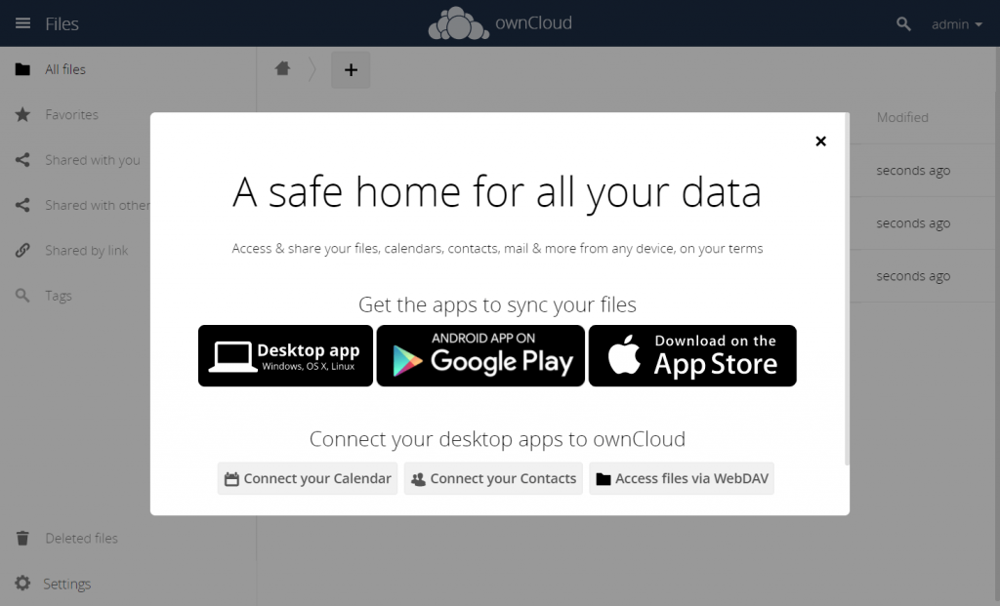 Files
ownCloud
admin
All files
Favorites
Shared with you
Shared with other
Shared by link
Tags
Deleted files
Settings
Modified
seconds ago
seconds ago
seconds ago
A safe home for all your data
Access & share your files, calendars, contacts, mail & more from any device, on your terms
Get the apps to sync your files
Desktop app
Windows, OS X, Linux
ANDROID APP ON
Google Play
Download on the
App Store
Connect your desktop apps to ownCloud
Connect your Calendar
Connect your Contacts
Access files via WebDAV